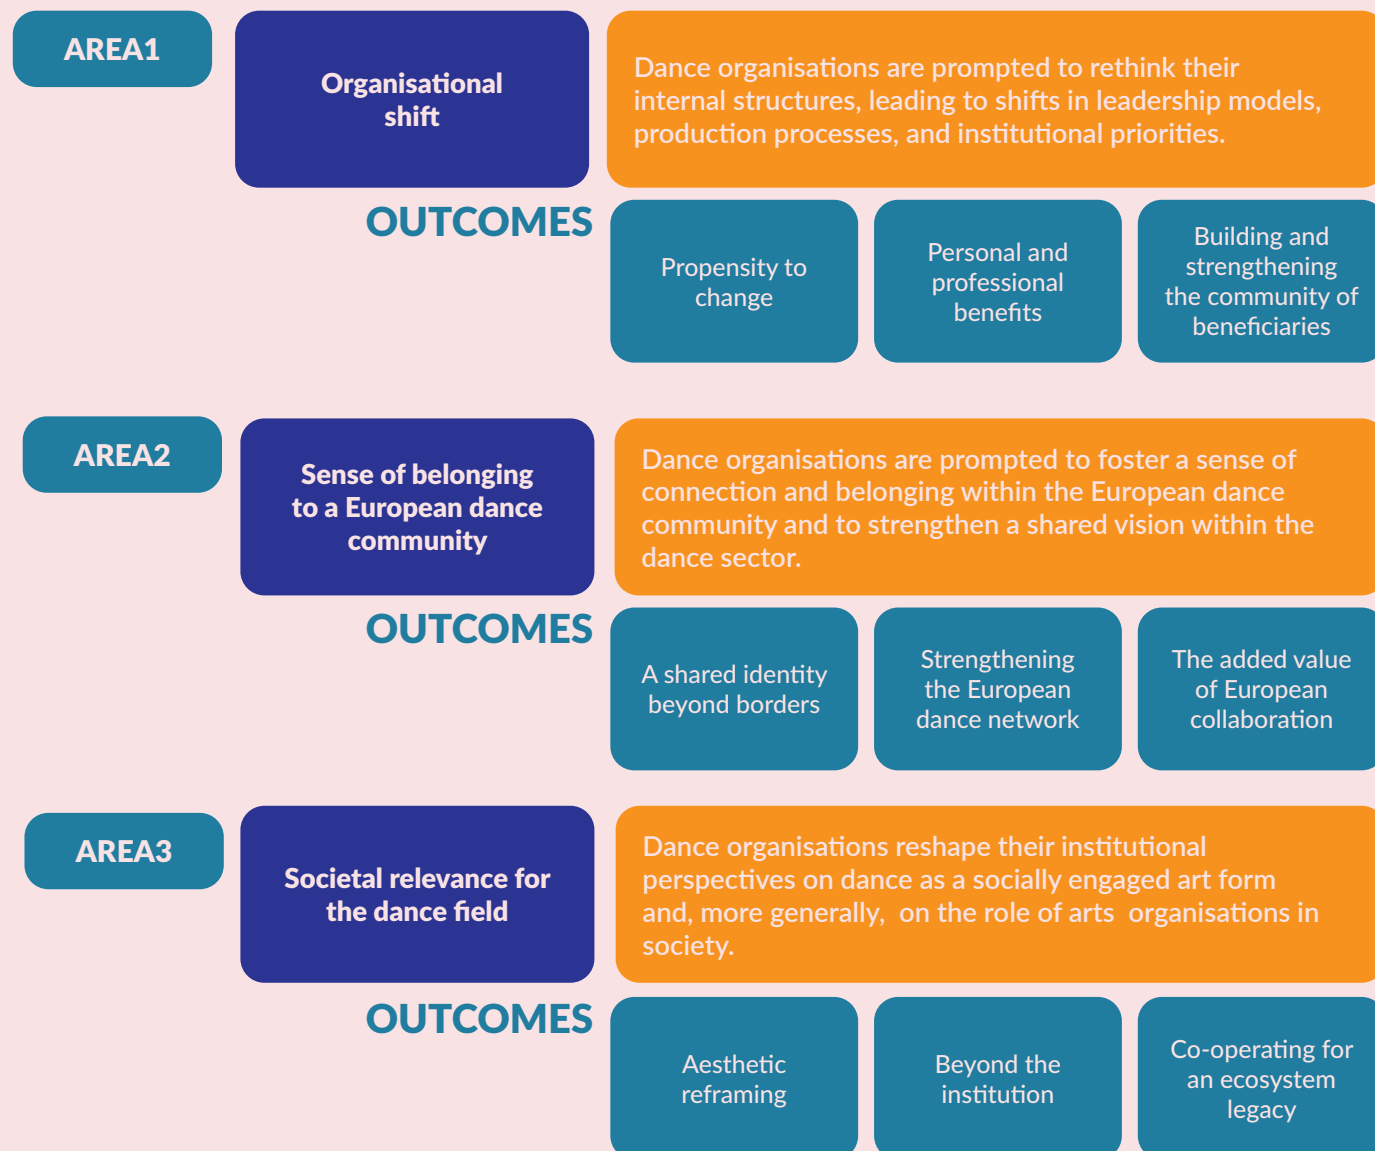 AREA1
Organisational
shift
Dance organisations are prompted to rethink their
internal structures, leading to shifts in leadership models,
production processes, and institutional priorities.
OUTCOMES
Propensity to
change
Personal and
professional
benefits
Building and
strengthening
the community of
beneficiaries
AREA2
Sense of belonging
to a European dance
community
Dance organisations are prompted to foster a sense of
connection and belonging within the European dance
community and to strengthen a shared vision within the
dance sector.
OUTCOMES
A shared identity
beyond borders
Strengthening
the European
dance network
The added value
of European
collaboration
AREA3
Societal relevance for
the dance field
Dance organisations reshape their institutional
perspectives on dance as a socially engaged art form
and, more generally,  on the role of arts  organisations in
society.
OUTCOMES
Aesthetic
reframing
Beyond the
institution
Co-operating for
an ecosystem
legacy